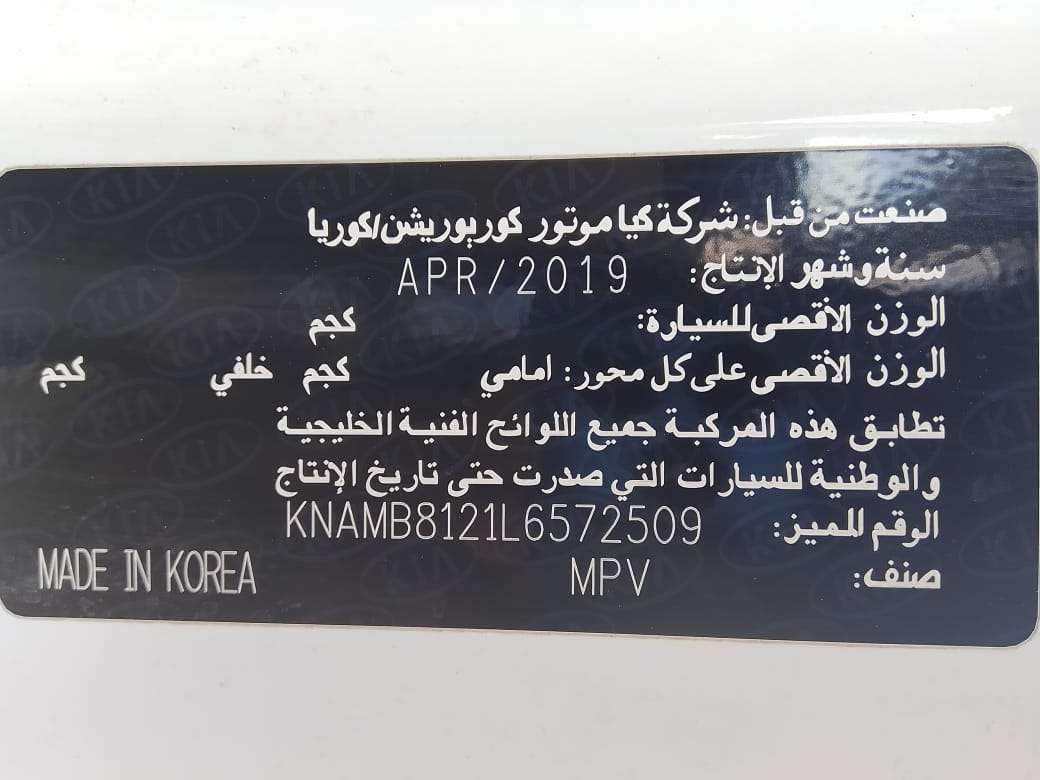 صنعت من قبل: شركة كيا موتور كوربوريشن/كوريا
سنة وشهر الإنتاج: APR/2019
الوزن الأقصى للسيارة: كجم
الوزن الأقصى على كل محور: امامي كجم خلفي كجم
تطابق هذه المركبة جميع اللوائح الفنية الخليجية
والوطنية للسيارات التي صدرت حتى تاريخ الإنتاج
الوقم المميز: KNAMB8121L6572509
صنف: MPV MADE IN KOREA